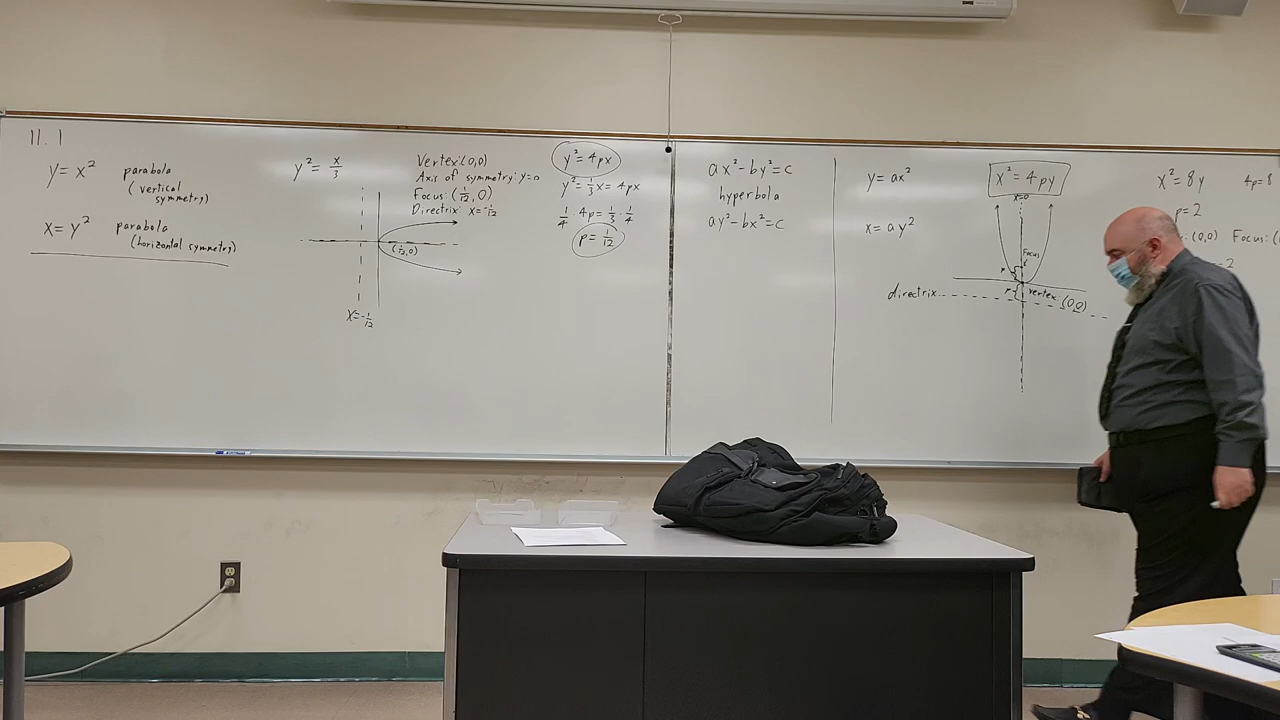 11.1
y = x² parabola
(vertical
symmetry)
x = y² parabola
(horizontal symmetry)
y² = x/3
Vertex: (0,0)
Axis of symmetry: y=0
Focus: (1/12, 0)
Directrix x=-1/12
(1/12,0)
x=-1/12
y² = 4px
y² = 1/3 x = 4px
1/4 · 4p = 1/3 · 1/4
p = 1/12
ax² - by² = c
hyperbola
ay² - bx² = c
y = ax²
x = ay²
x² = 4py
x=0
Focus
P
P
vertex (0,0)
directrix
x² = 8y 4p = 8
p = 2
: (0,0) Focus: (
-2